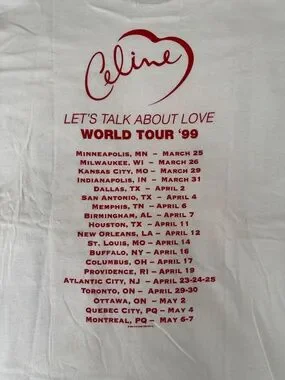 Celine
LET'S TALK ABOUT LOVE
WORLD TOUR '99
MINNEAPOLIS, MN – MARCH 25
MILWAUKEE, WI – MARCH 26
KANSAS CITY, MO – MARCH 29
INDIANAPOLIS, IN – MARCH 31
DALLAS, TX – APRIL 2
SAN ANTONIO, TX – APRIL 4
MEMPHIS, TN – APRIL 6
BIRMINGHAM, AL – APRIL 7
HOUSTON, TX – APRIL 11
NEW ORLEANS, LA – APRIL 12
ST. LOUIS, MO – APRIL 14
BUFFALO, NY – APRIL 16
COLUMBUS, OH – APRIL 17
PROVIDENCE, RI – APRIL 19
ATLANTIC CITY, NJ – APRIL 23-24-25
TORONTO, ON – APRIL 29-30
OTTAWA, ON – MAY 2
QUEBEC CITY, PQ – MAY 4
MONTREAL, PQ – MAY 6-7